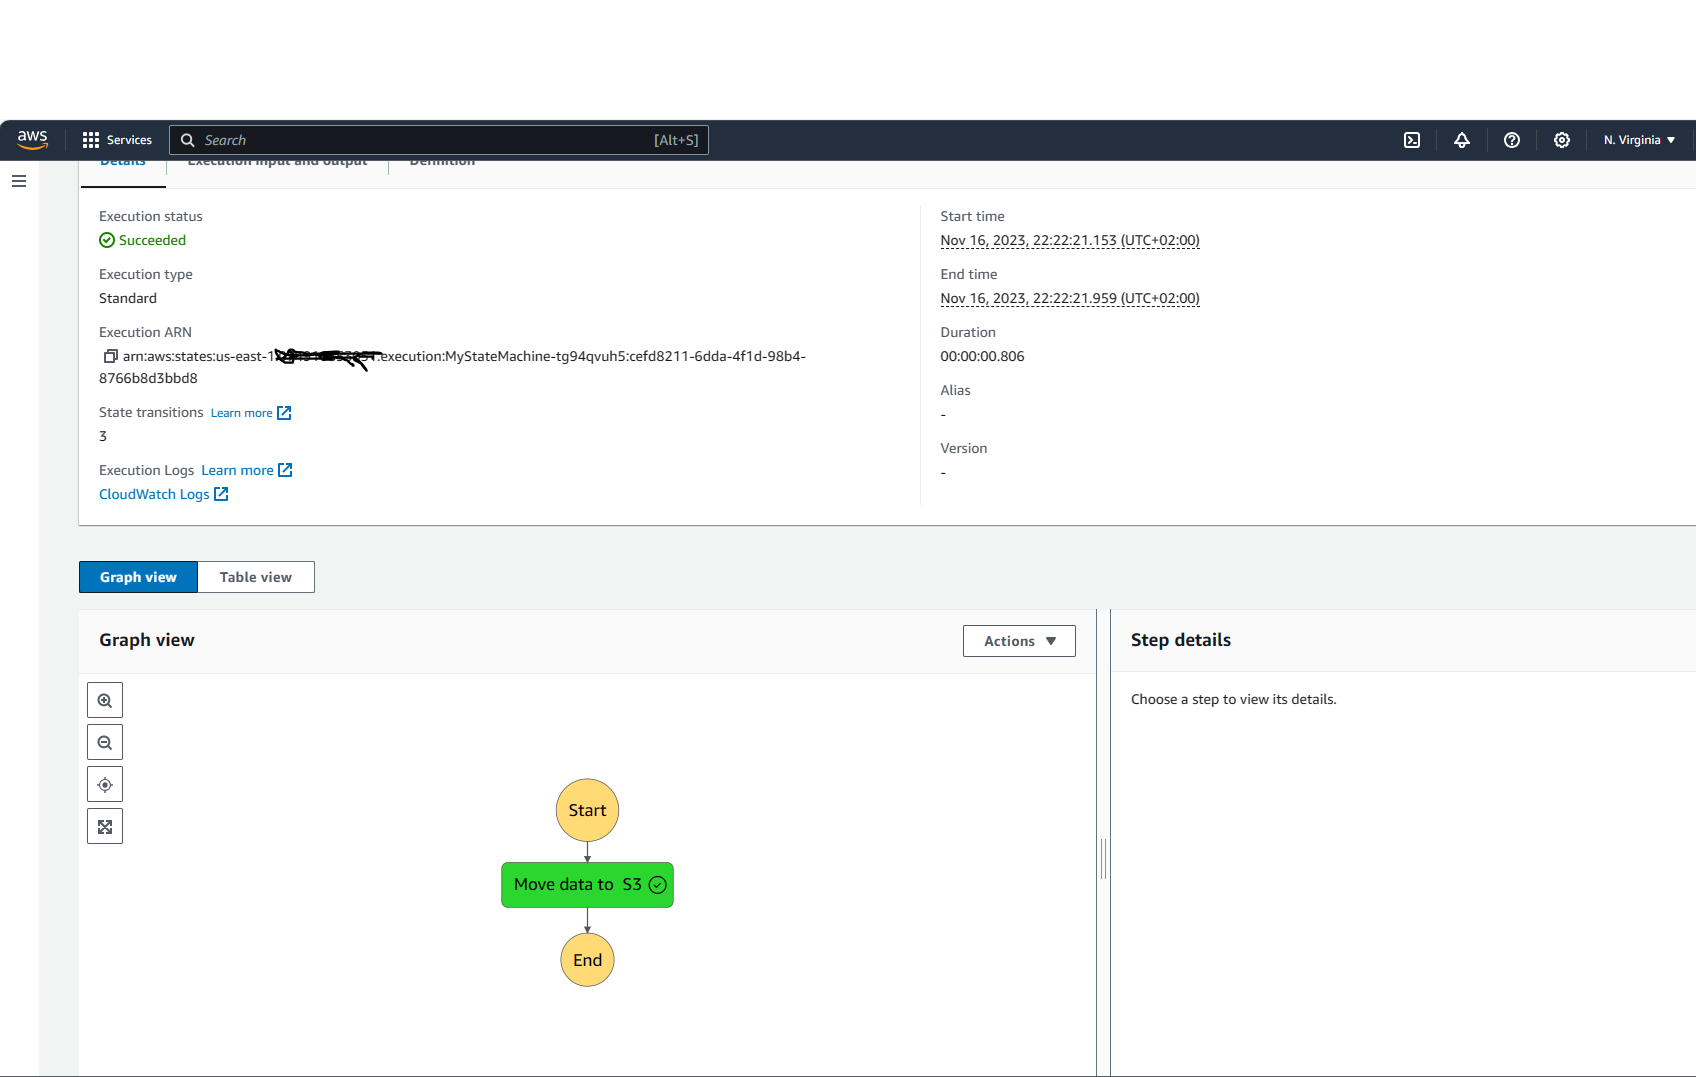 aws
Services
Search [Alt+S]
N. Virginia
Details
Execution input and output
Definition
Execution status
Succeeded
Execution type
Standard
Execution ARN
arn:aws:states:us-east-1: :execution:MyStateMachine-tg94qvuh5:cefd8211-6dda-4f1d-98b4-
8766b8d3bbd8
State transitions Learn more
3
Execution Logs Learn more
CloudWatch Logs
Start time
Nov 16, 2023, 22:22:21.153 (UTC+02:00)
End time
Nov 16, 2023, 22:22:21.959 (UTC+02:00)
Duration
00:00:00.806
Alias
-
Version
-
Graph view
Table view
Graph view
Actions
Start
Move data to S3
End
Step details
Choose a step to view its details.